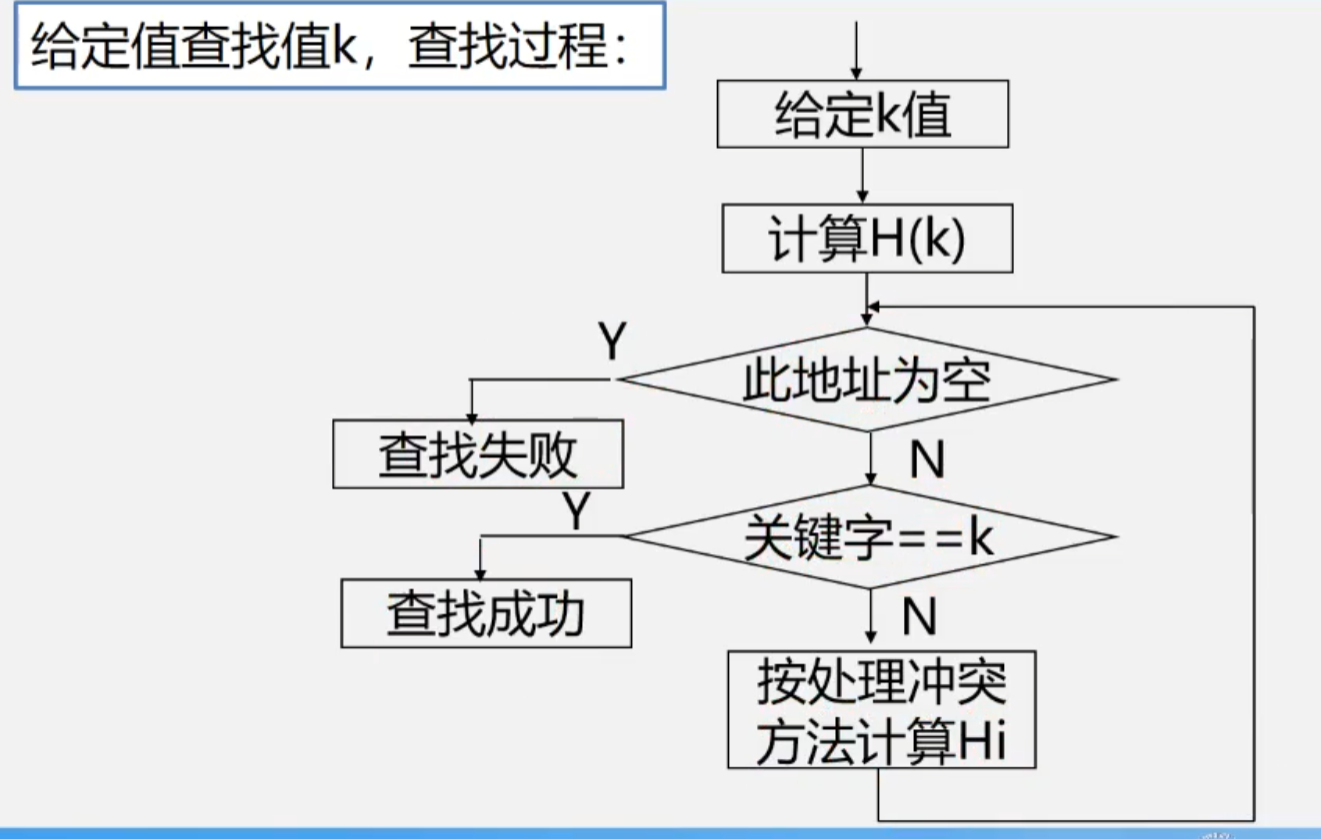 给定值查找值k，查找过程：
给定k值
计算H(k)
Y
此地址为空
查找失败
N
Y
关键字==k
查找成功
N
按处理冲突
方法计算Hi